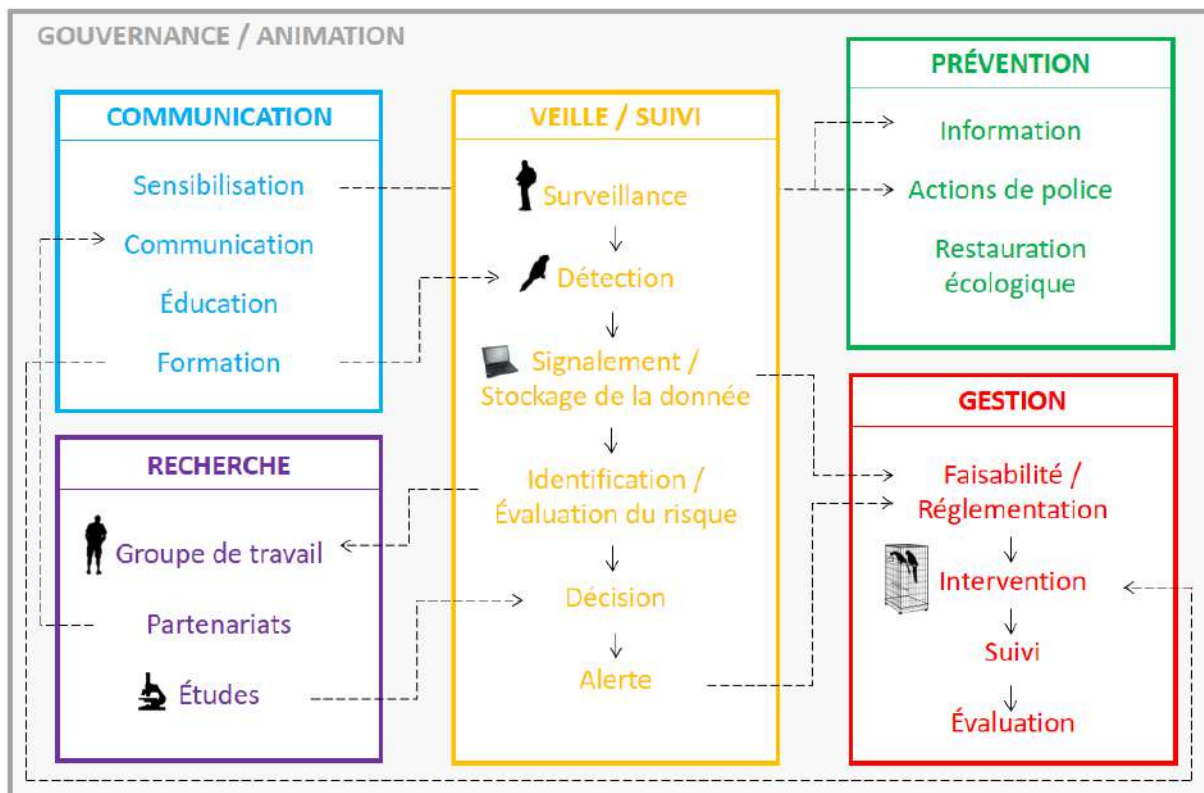 GOUVERNANCE / ANIMATION
COMMUNICATION
Sensibilisation
Communication
Éducation
Formation
RECHERCHE
Groupe de travail
Partenariats
Études
VEILLE / SUIVI
Surveillance
Détection
Signalement /
Stockage de la donnée
Identification /
Évaluation du risque
Décision
Alerte
PRÉVENTION
Information
Actions de police
Restauration
écologique
GESTION
Faisabilité /
Réglementation
Intervention
Suivi
Évaluation